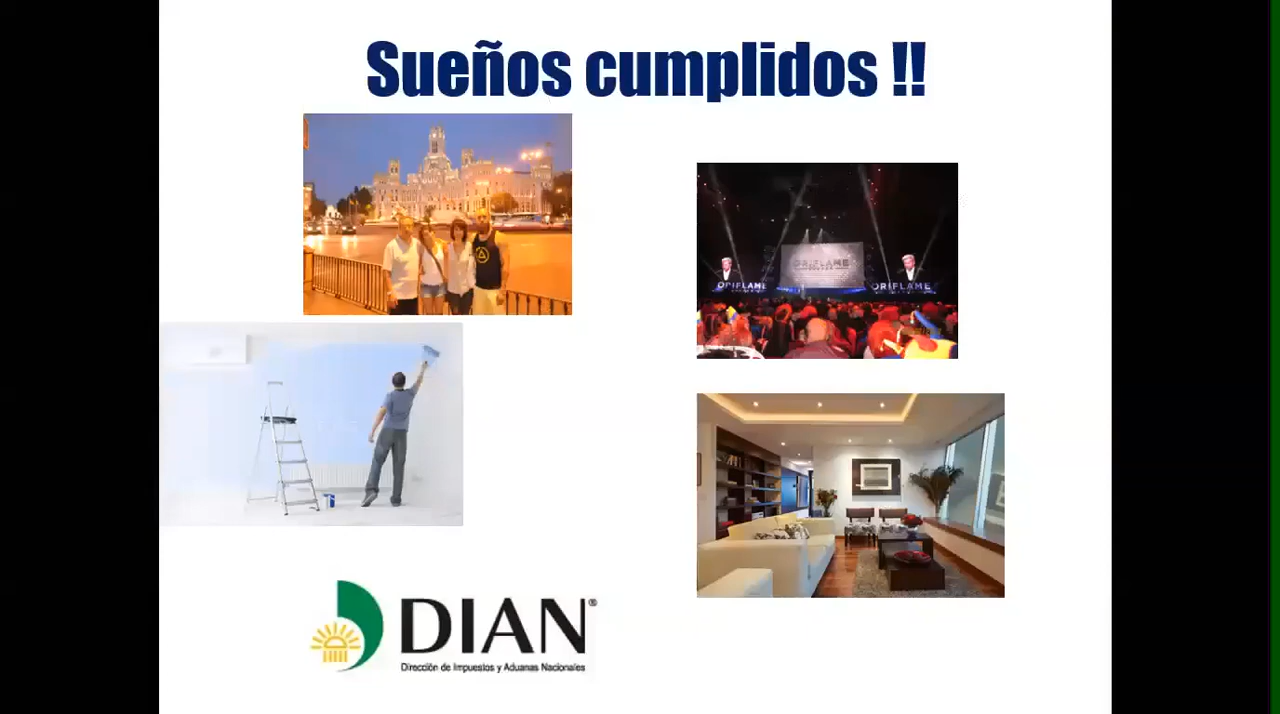 Sueños cumplidos !!
ORIFLAME
ORIFLAME
ORIFLAME
DIAN®
Dirección de Impuestos y Aduanas Nacionales